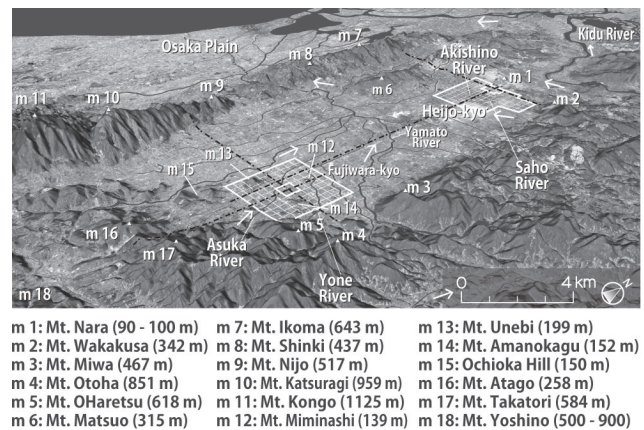 Osaka Plain
m 7
m 8
Kidu River
Akishino
River
m 1
m 6
m 9
m 2
m 11
m 10
Heijo-kyo
Yamato
River
m 12
m 13
Fujiwara-kyo
Saho
River
m 15
m 3
m 14
m 16
m 5
m 4
Asuka
River
m 17
Yone
River
m 18
0
4 km
N
m 1: Mt. Nara (90 - 100 m)
m 2: Mt. Wakakusa (342 m)
m 3: Mt. Miwa (467 m)
m 4: Mt. Otoha (851 m)
m 5: Mt. OHaretsu (618 m)
m 6: Mt. Matsuo (315 m)
m 7: Mt. Ikoma (643 m)
m 8: Mt. Shinki (437 m)
m 9: Mt. Nijo (517 m)
m 10: Mt. Katsuragi (959 m)
m 11: Mt. Kongo (1125 m)
m 12: Mt. Miminashi (139 m)
m 13: Mt. Unebi (199 m)
m 14: Mt. Amanokagu (152 m)
m 15: Ochioka Hill (150 m)
m 16: Mt. Atago (258 m)
m 17: Mt. Takatori (584 m)
m 18: Mt. Yoshino (500 - 900)